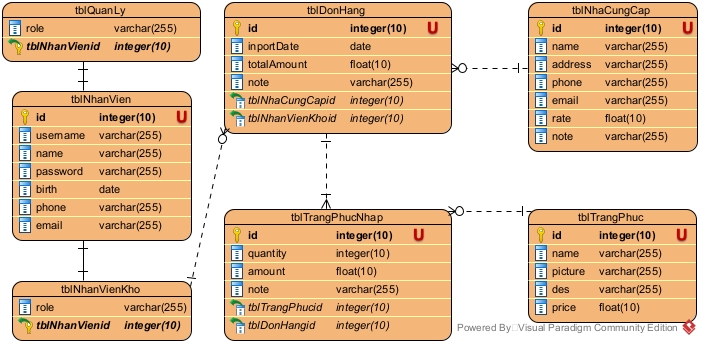 tblQuanLy
role varchar(255)
tblNhanVienid integer(10)
tblNhanVien
id integer(10) U
username varchar(255)
name varchar(255)
password varchar(255)
birth date
phone varchar(255)
email varchar(255)
tblNhanVienKho
role varchar(255)
tblNhanVienid integer(10)
tblDonHang
id integer(10) U
inportDate date
totalAmount float(10)
note varchar(255)
tblNhaCungCapid integer(10)
tblNhanVienKhoid integer(10)
tblTrangPhucNhap
id integer(10) U
quantity integer(10)
amount float(10)
note varchar(255)
tblTrangPhucid integer(10)
tblDonHangid integer(10)
tblNhaCungCap
id integer(10) U
name varchar(255)
address varchar(255)
phone varchar(255)
email varchar(255)
rate float(10)
note varchar(255)
tblTrangPhuc
id integer(10) U
name varchar(255)
picture varchar(255)
des varchar(255)
price float(10)
Powered By Visual Paradigm Community Edition